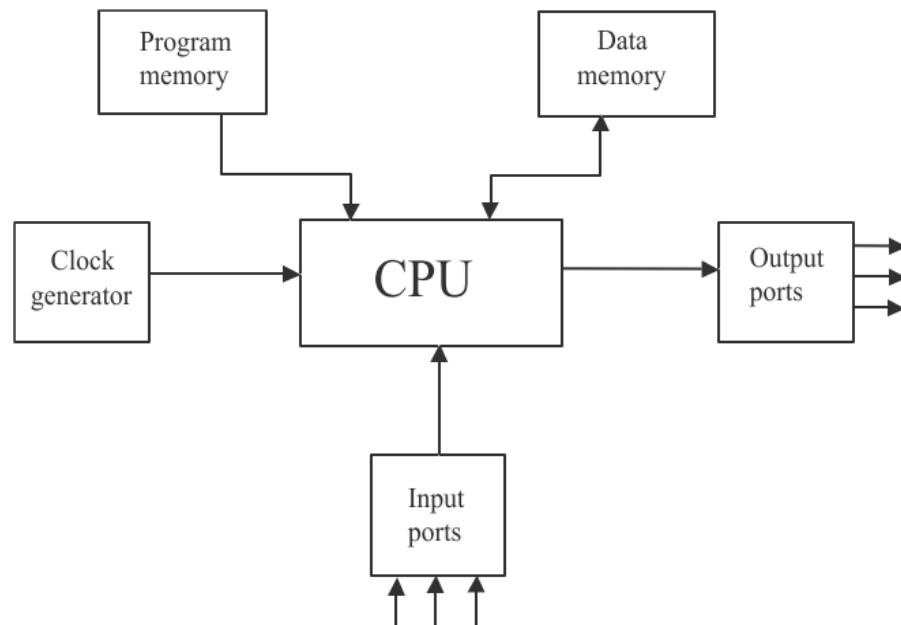 Program
memory
Data
memory
Clock
generator
CPU
Output
ports
Input
ports